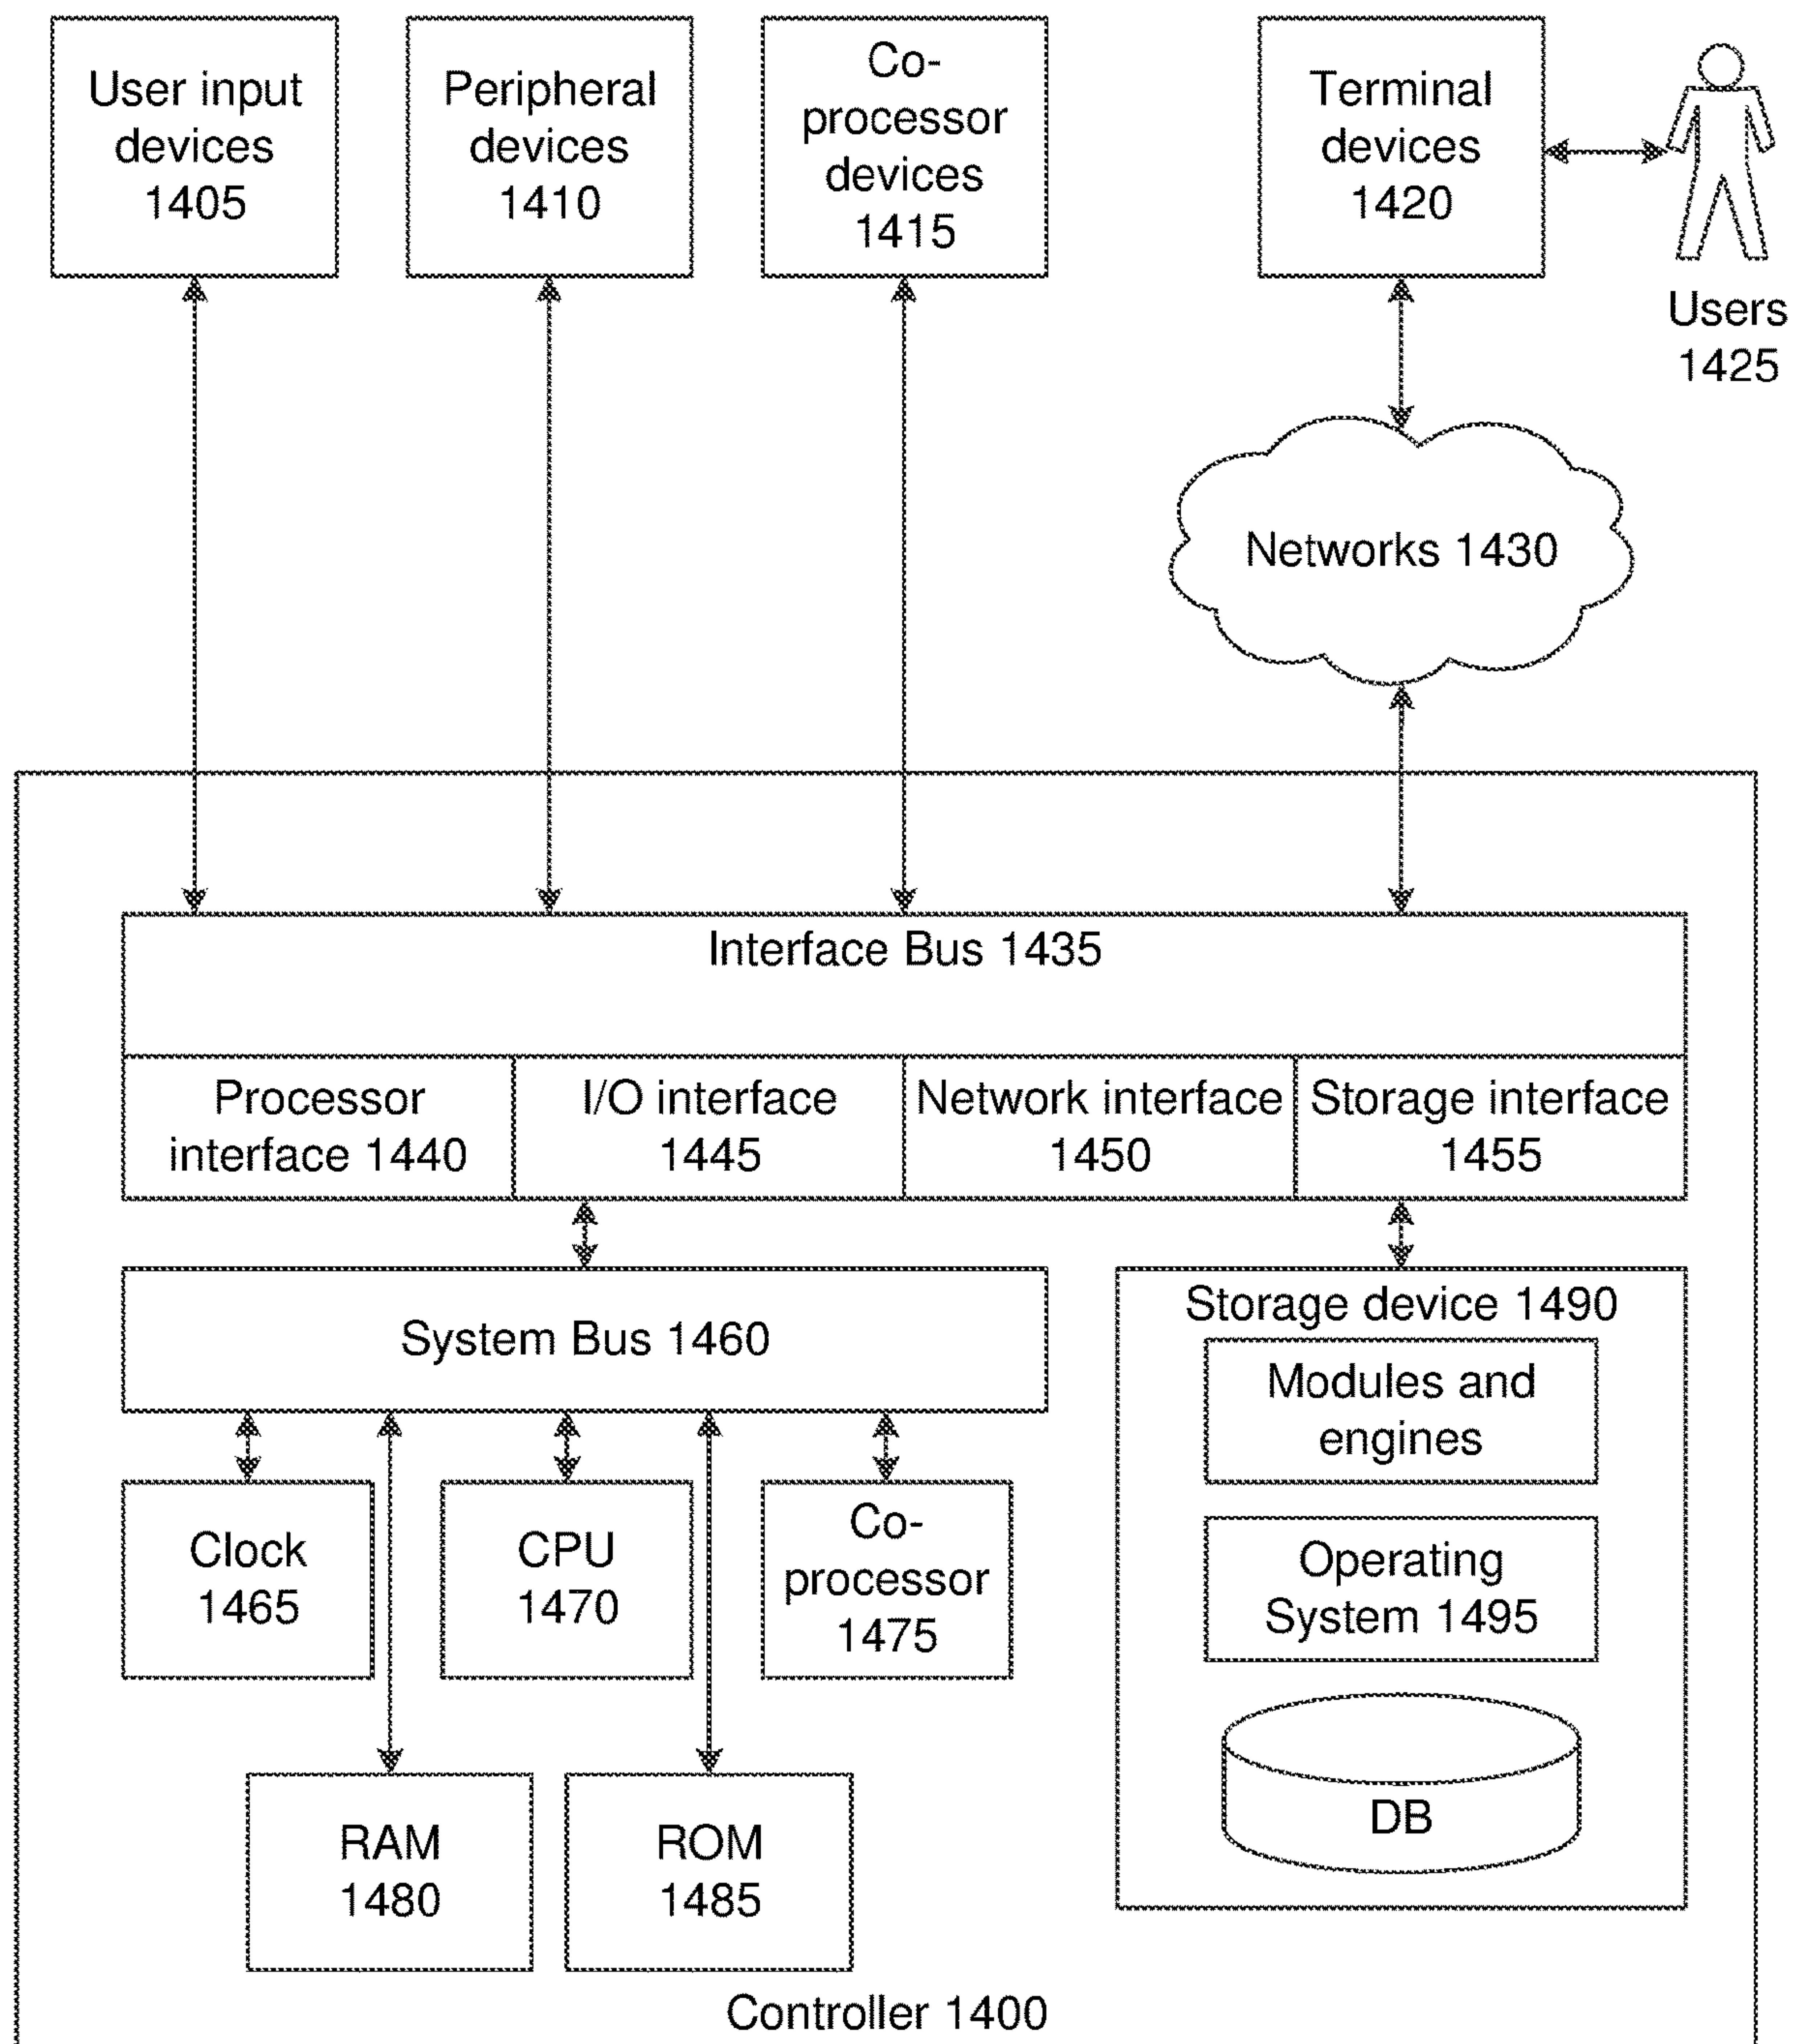 User input
devices
1405
Peripheral
devices
1410
Co-
processor
devices
1415
Terminal
devices
1420
Users
1425
Networks 1430
Interface Bus 1435
Processor
interface 1440
I/O interface
1445
Network interface
1450
Storage interface
1455
System Bus 1460
Storage device 1490
Modules and
engines
Operating
System 1495
DB
Clock
1465
CPU
1470
Co-
processor
1475
RAM
1480
ROM
1485
Controller 1400